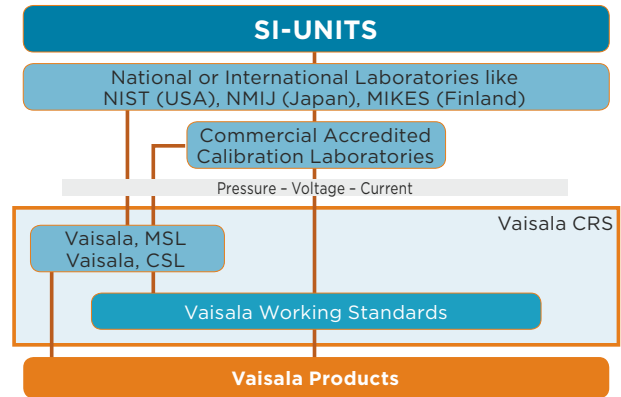 SI-UNITS
National or International Laboratories like
NIST (USA), NMIJ (Japan), MIKES (Finland)
Commercial Accredited
Calibration Laboratories
Pressure – Voltage – Current
Vaisala CRS
Vaisala, MSL
Vaisala, CSL
Vaisala Working Standards
Vaisala Products